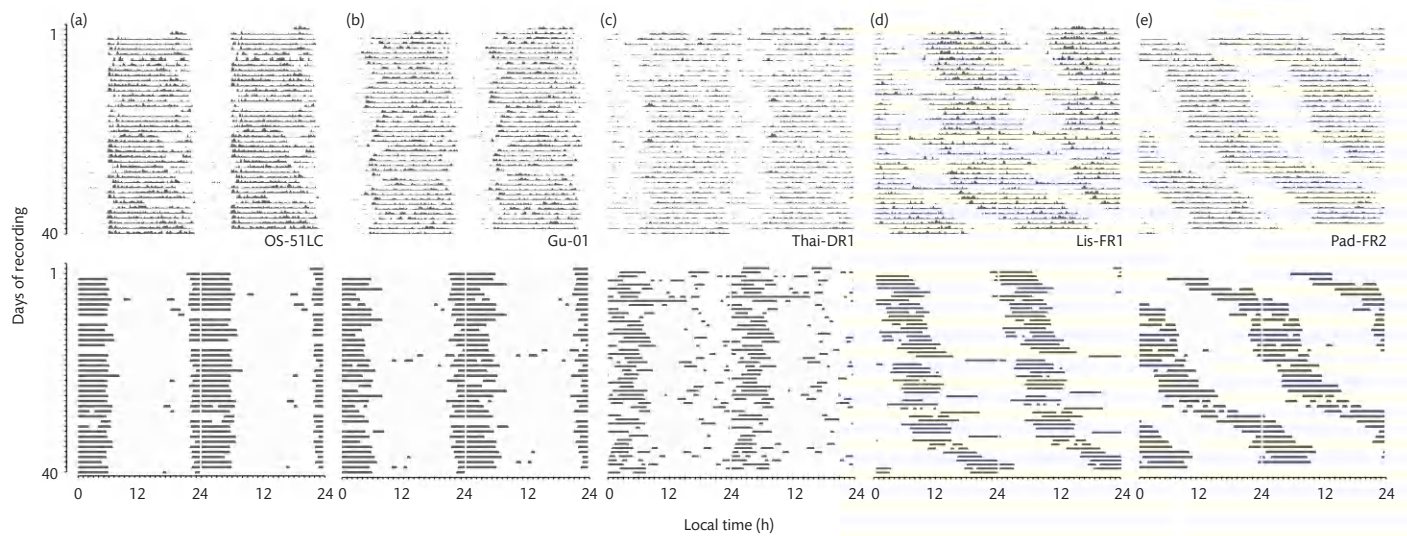 (a) (b) (c) (d) (e)
1
40
OS-51LC Gu-01 Thai-DR1 Lis-FR1 Pad-FR2
Days of recording
1
40
0 12 24 12 24 0 12 24 12 24 0 12 24 12 24 0 12 24 12 24 0 12 24 12 24
Local time (h)